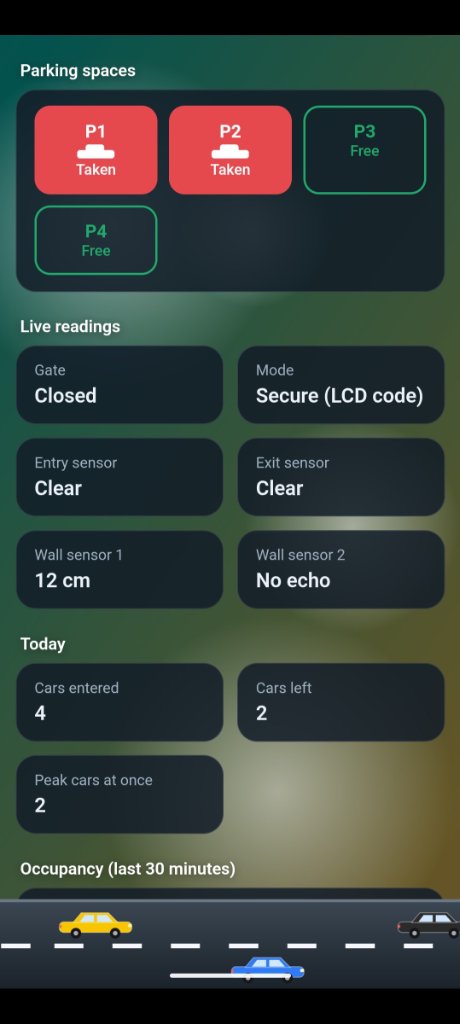 Parking spaces
P1
Taken
P2
Taken
P3
Free
P4
Free
Live readings
Gate
Closed
Mode
Secure (LCD code)
Entry sensor
Clear
Exit sensor
Clear
Wall sensor 1
12 cm
Wall sensor 2
No echo
Today
Cars entered
4
Cars left
2
Peak cars at once
2
Occupancy (last 30 minutes)